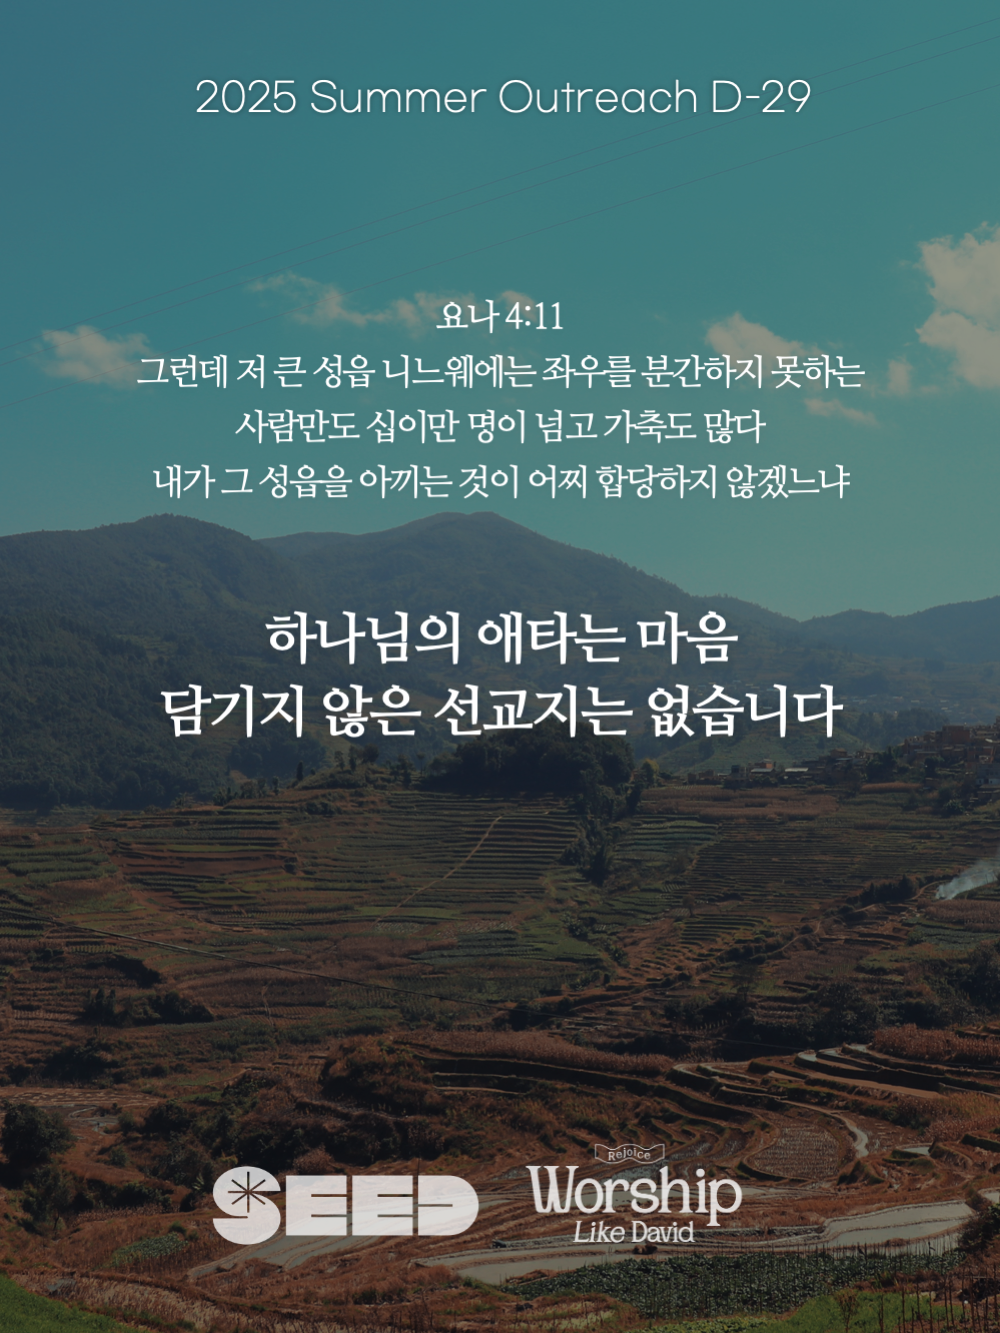 2025 Summer Outreach D-29
요나 4:11
그런데 저 큰 성읍 니느웨에는 좌우를 분간하지 못하는
사람만도 십이만 명이 넘고 가축도 많다
내가 그 성읍을 아끼는 것이 어찌 합당하지 않겠느냐
하나님의 애타는 마음
담기지 않은 선교지는 없습니다
SEED
Rejoice
Worship
Like David